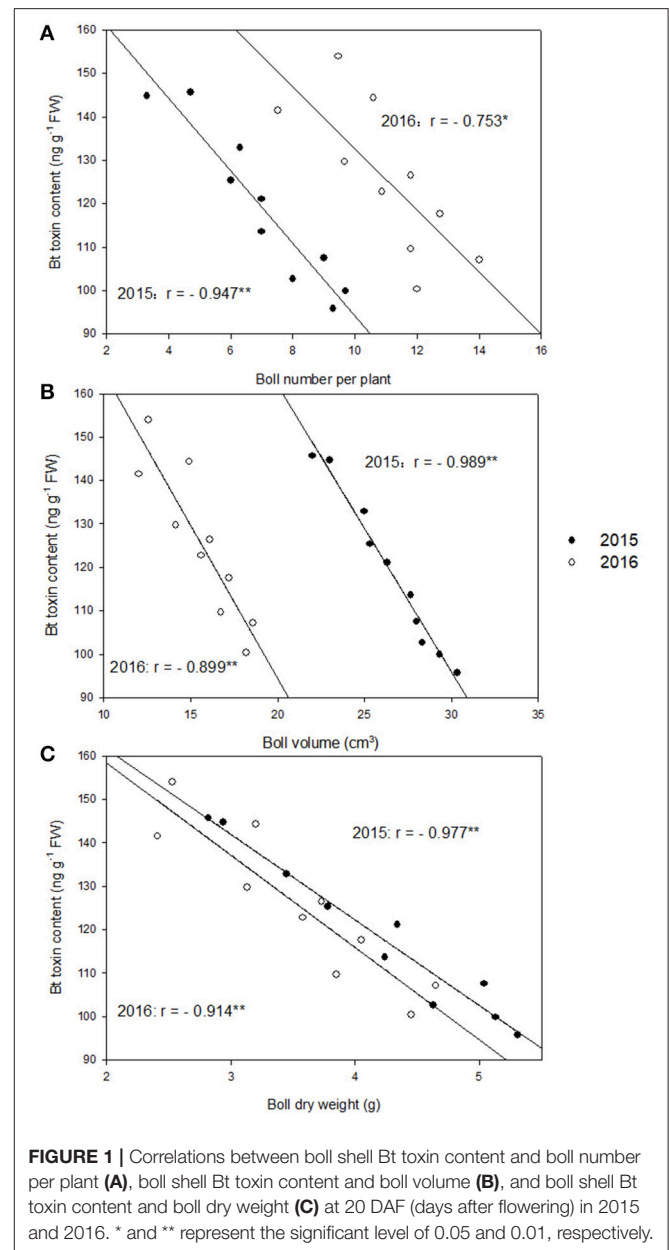 A
160
150
140
130
120
110
100
90
Bt toxin content (ng g⁻¹ FW)
2016: r = - 0.753*
2015: r = - 0.947**
2 4 6 8 10 12 14 16
Boll number per plant
B
160
150
140
130
120
110
100
90
Bt toxin content (ng g⁻¹ FW)
2015: r = - 0.989**
2016: r = - 0.899**
10 15 20 25 30 35
Boll volume (cm³)
2015
2016
C
160
150
140
130
120
110
100
90
Bt toxin content (ng g⁻¹ FW)
2015: r = - 0.977**
2016: r = - 0.914**
2 3 4 5
Boll dry weight (g)
FIGURE 1 | Correlations between boll shell Bt toxin content and boll number
per plant (A), boll shell Bt toxin content and boll volume (B), and boll shell Bt
toxin content and boll dry weight (C) at 20 DAF (days after flowering) in 2015
and 2016. * and ** represent the significant level of 0.05 and 0.01, respectively.